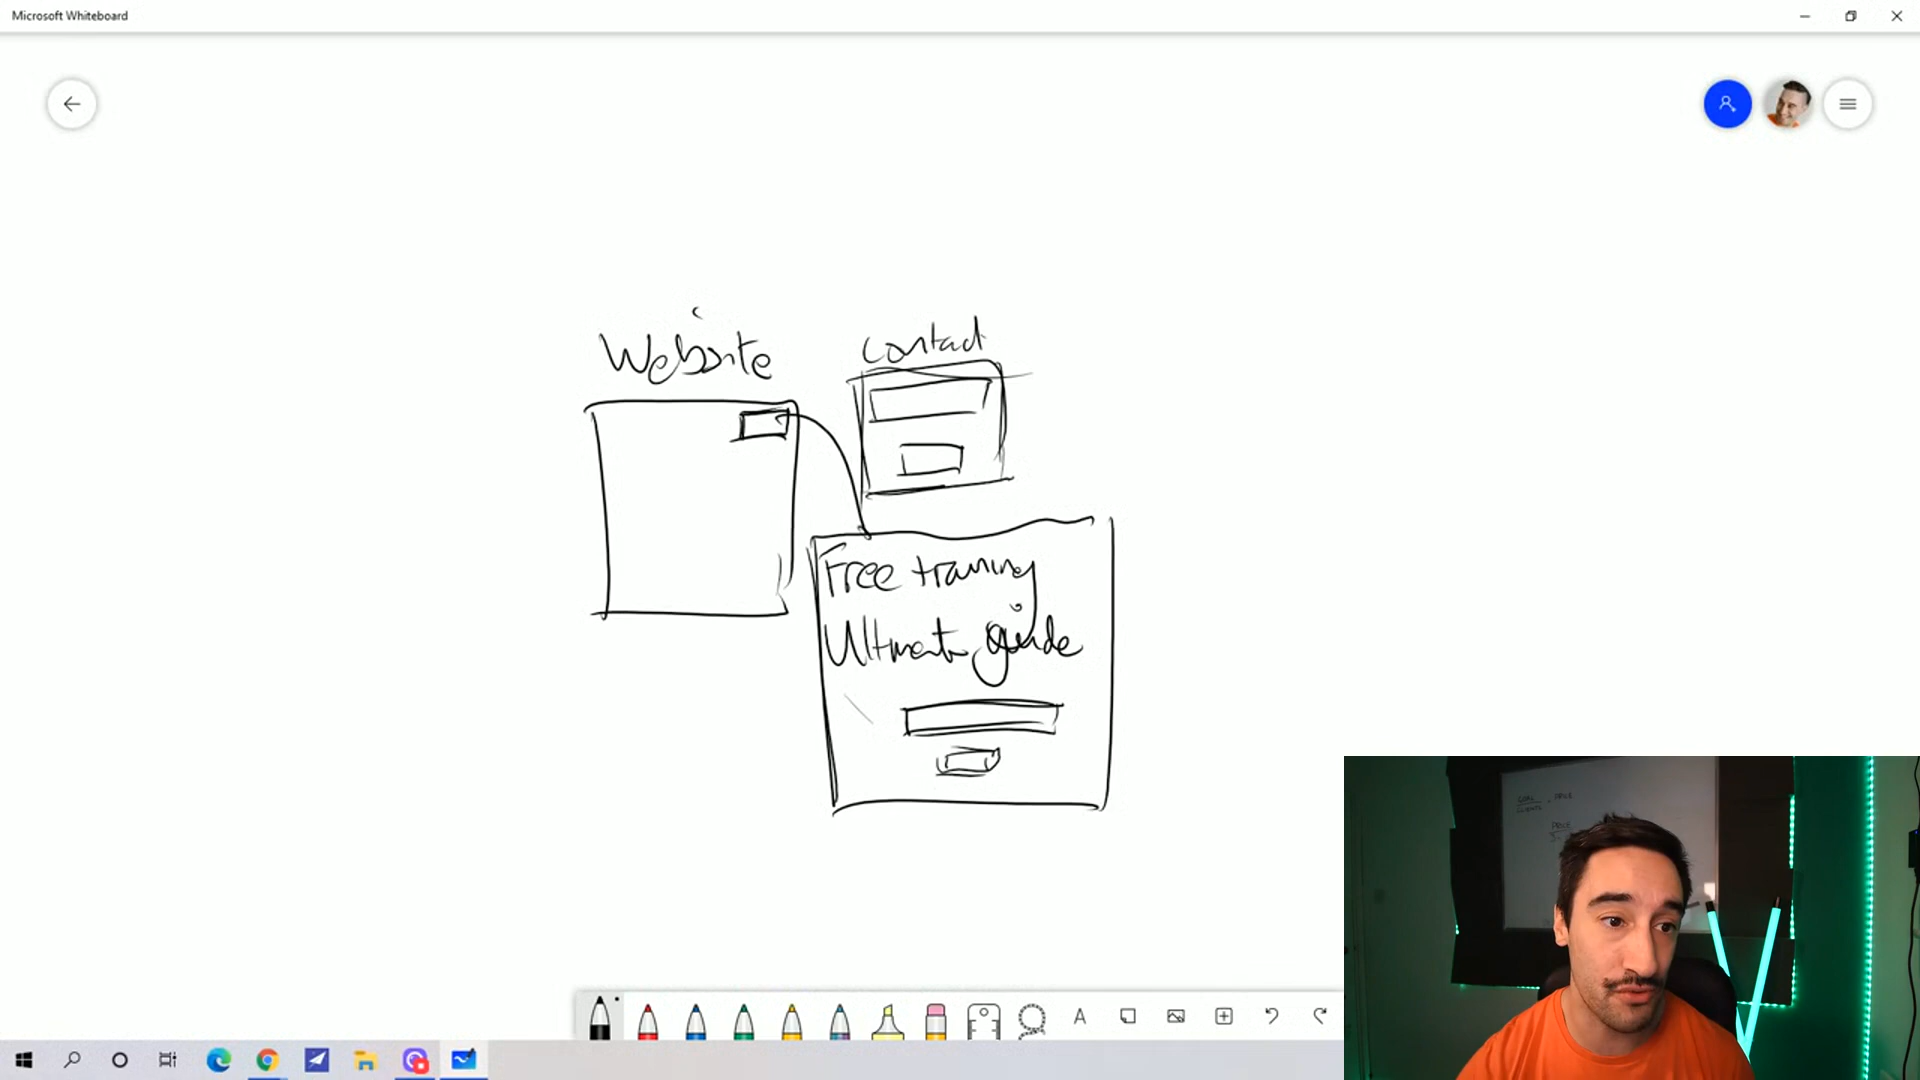 Microsoft Whiteboard
Website
Contact
Free training
Ultimate guide